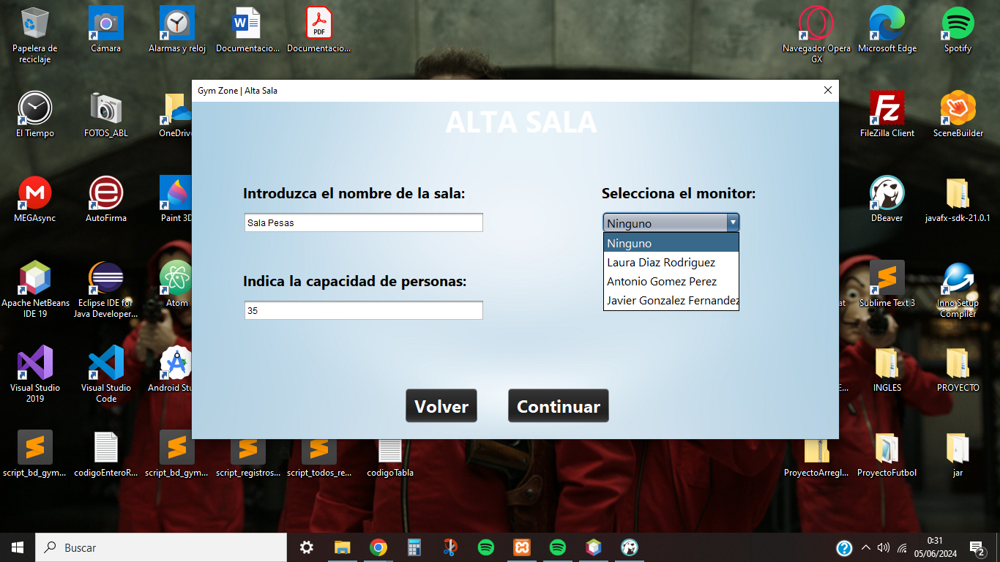 Papelera de
reciclaje
Cámara
Alarmas y reloj
Documentacio...
PDF
Documentacio...
Navegador Opera
GX
Microsoft Edge
Spotify
Gym Zone | Alta Sala
ALTA SALA
El Tiempo
FOTOS_ABL
OneDrive
FileZilla Client
SceneBuilder
Introduzca el nombre de la sala:
Selecciona el monitor:
MEGAsync
AutoFirma
Paint 3D
Sala Pesas
Ninguno
DBeaver
javafx-sdk-21.0.1
Ninguno
Laura Diaz Rodriguez
Antonio Gomez Perez
Javier Gonzalez Fernandez
Indica la capacidad de personas:
35
Apache NetBeans
IDE 19
Eclipse IDE for
Java Developer...
Atom
at
Sublime Text 3
Inno Setup
Compiler
Visual Studio
2019
Visual Studio
Code
Android Stu
E...
INGLES
PROYECTO
Volver
Continuar
script_bd_gym...
codigoEnteroR...
script_bd_gym...
script_registros...
script_todos_re...
codigoTabla
ProyectoArregl...
ProyectoFutbol
jar
Buscar
0:31
05/06/2024
2